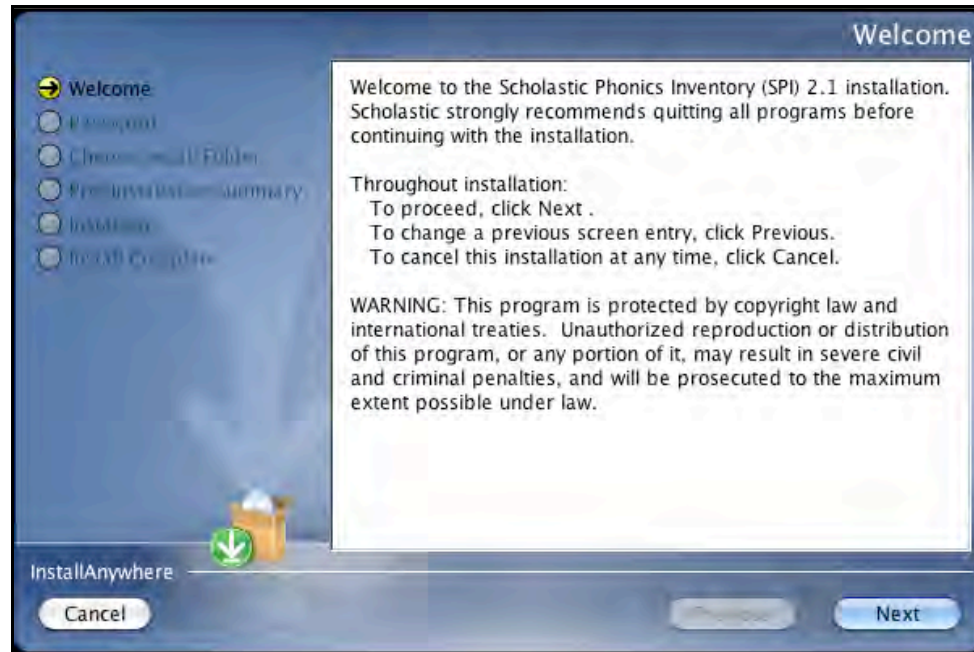 Welcome
Welcome
Install
Welcome to the Scholastic Phonics Inventory (SPI) 2.1 installation.
Scholastic strongly recommends quitting all programs before
continuing with the installation.
Throughout installation:
To proceed, click Next .
To change a previous screen entry, click Previous.
To cancel this installation at any time, click Cancel.
WARNING: This program is protected by copyright law and
international treaties.  Unauthorized reproduction or distribution
of this program, or any portion of it, may result in severe civil
and criminal penalties, and will be prosecuted to the maximum
extent possible under law.
InstallAnywhere
Cancel
Next